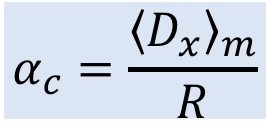 α_c = ⟨D_x⟩_m / R